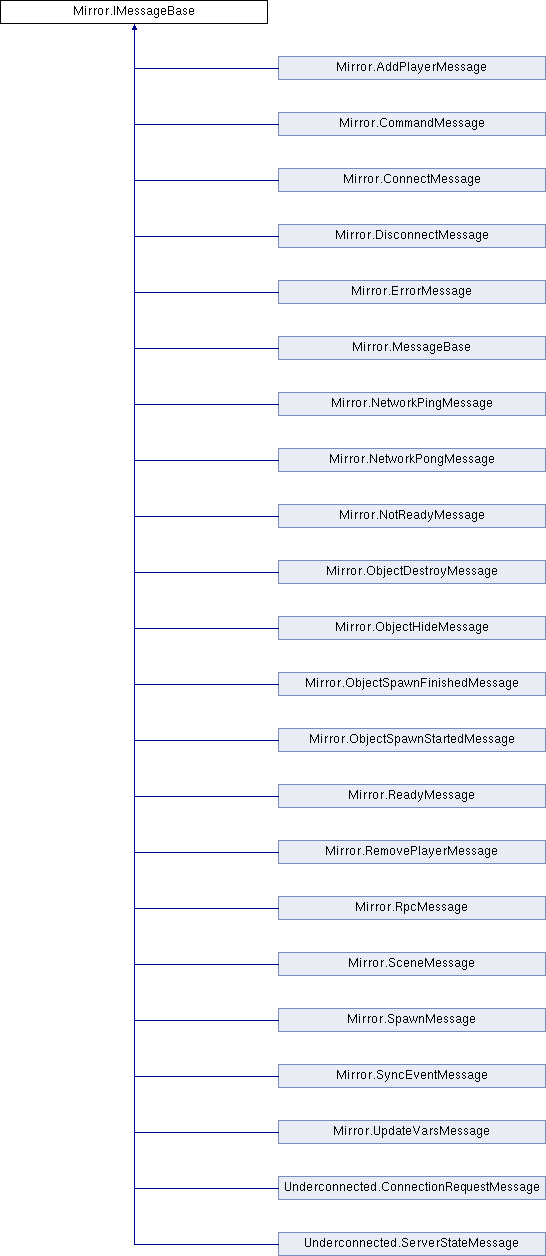 Mirror.IMessageBase
Mirror.AddPlayerMessage
Mirror.CommandMessage
Mirror.ConnectMessage
Mirror.DisconnectMessage
Mirror.ErrorMessage
Mirror.MessageBase
Mirror.NetworkPingMessage
Mirror.NetworkPongMessage
Mirror.NotReadyMessage
Mirror.ObjectDestroyMessage
Mirror.ObjectHideMessage
Mirror.ObjectSpawnFinishedMessage
Mirror.ObjectSpawnStartedMessage
Mirror.ReadyMessage
Mirror.RemovePlayerMessage
Mirror.RpcMessage
Mirror.SceneMessage
Mirror.SpawnMessage
Mirror.SyncEventMessage
Mirror.UpdateVarsMessage
Underconnected.ConnectionRequestMessage
Underconnected.ServerStateMessage